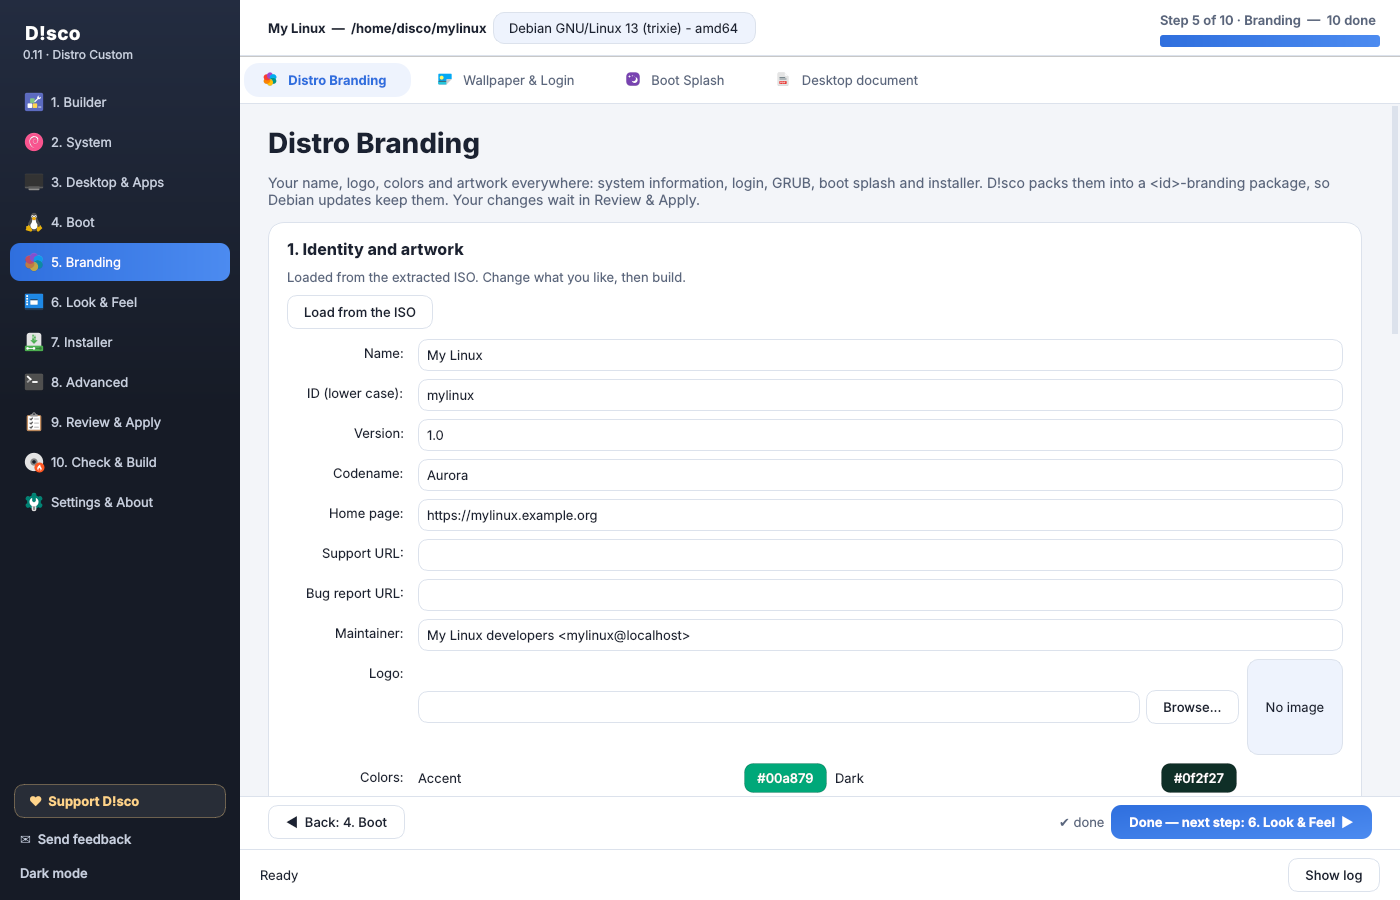 D!sco
0.11 · Distro Custom
1. Builder
2. System
3. Desktop & Apps
4. Boot
5. Branding
6. Look & Feel
7. Installer
8. Advanced
9. Review & Apply
10. Check & Build
Settings & About
♥ Support D!sco
✉ Send feedback
Dark mode
My Linux — /home/disco/mylinux
Debian GNU/Linux 13 (trixie) - amd64
Step 5 of 10 · Branding — 10 done
Distro Branding
Wallpaper & Login
Boot Splash
Desktop document
Distro Branding
Your name, logo, colors and artwork everywhere: system information, login, GRUB, boot splash and installer. D!sco packs them into a <id>-branding package, so
Debian updates keep them. Your changes wait in Review & Apply.
1. Identity and artwork
Loaded from the extracted ISO. Change what you like, then build.
Load from the ISO
Name: My Linux
ID (lower case): mylinux
Version: 1.0
Codename: Aurora
Home page: https://mylinux.example.org
Support URL:
Bug report URL:
Maintainer: My Linux developers <mylinux@localhost>
Logo:
Browse...
No image
Colors: Accent #00a879 Dark #0f2f27
◀ Back: 4. Boot
✔ done
Done — next step: 6. Look & Feel ▶
Ready
Show log